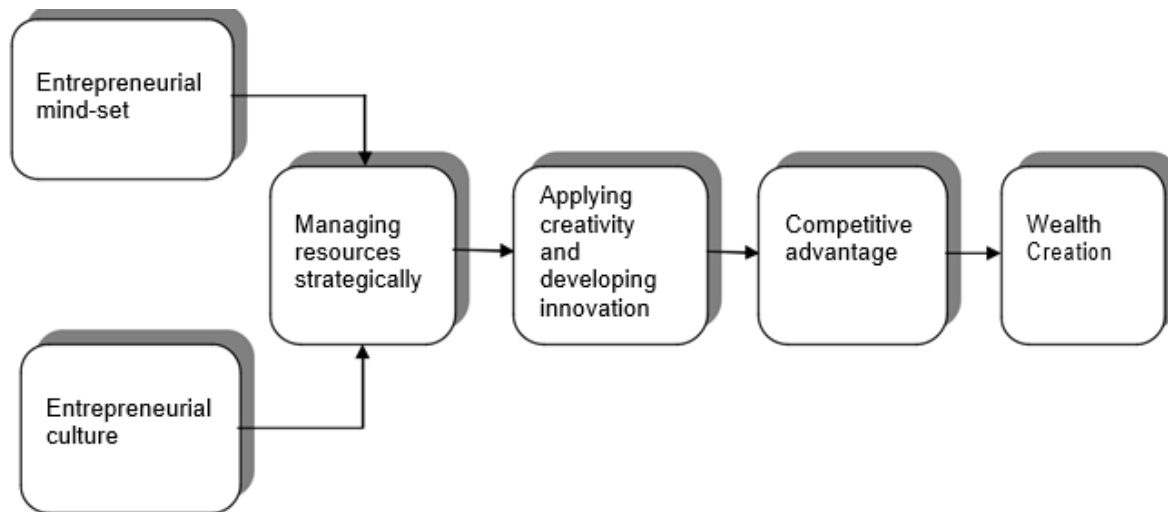 Entrepreneurial
mind-set
Entrepreneurial
culture
Managing
resources
strategically
Applying
creativity
and
developing
innovation
Competitive
advantage
Wealth
Creation